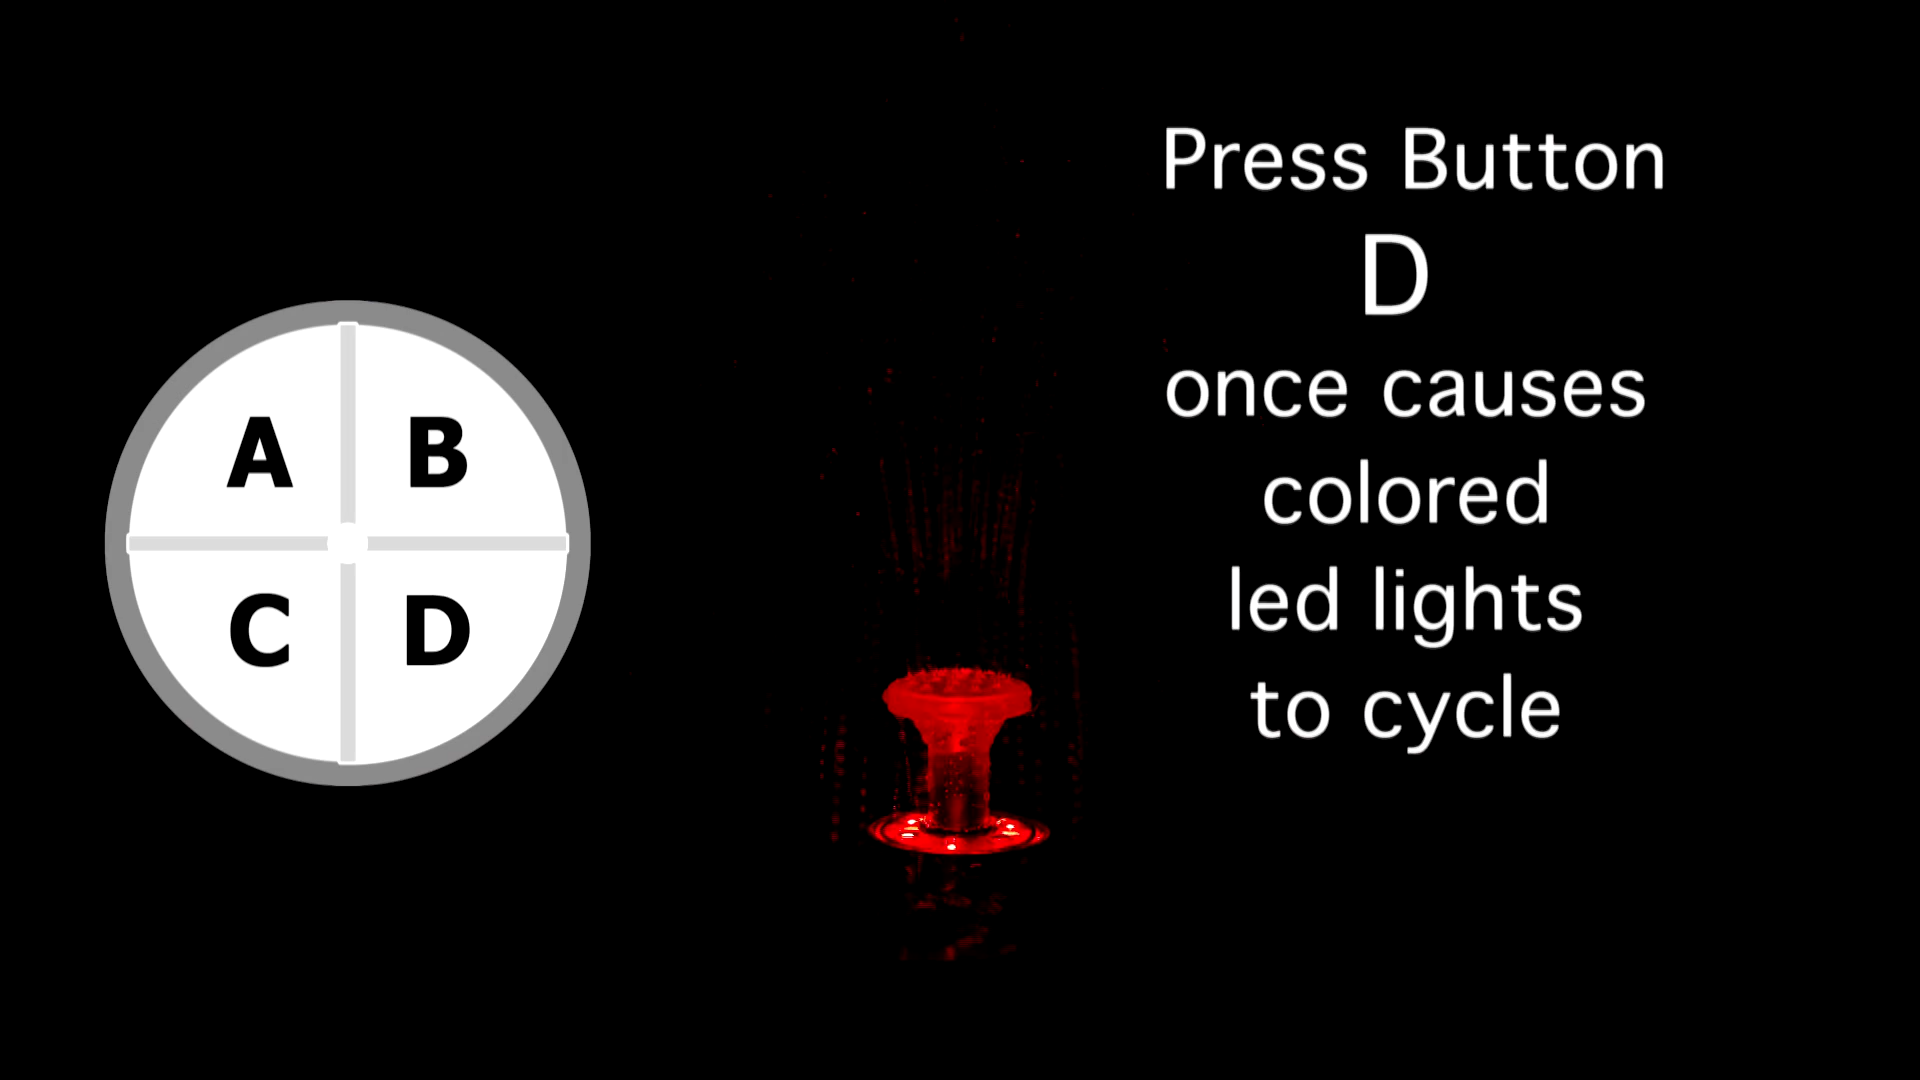 A B
C D
Press Button
D
once causes
colored
led lights
to cycle